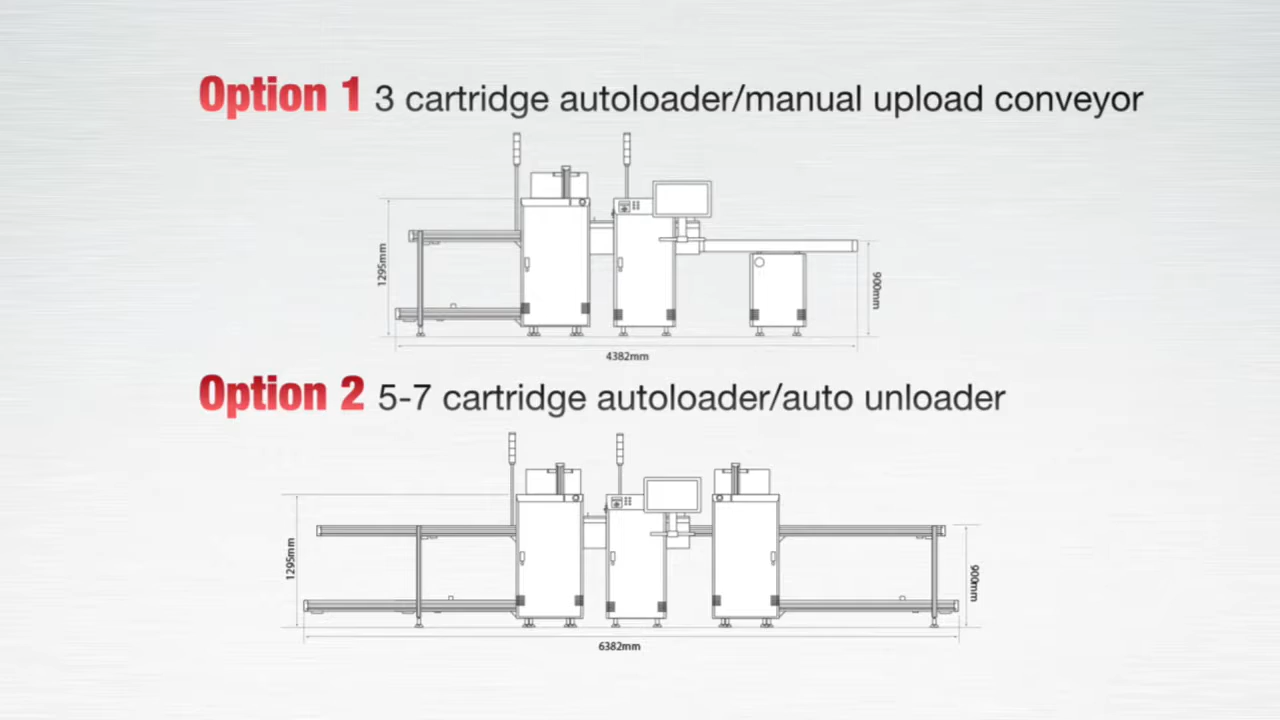 Option 1 3 cartridge autoloader/manual upload conveyor
1295mm
900mm
4382mm
Option 2 5-7 cartridge autoloader/auto unloader
1295mm
900mm
6382mm